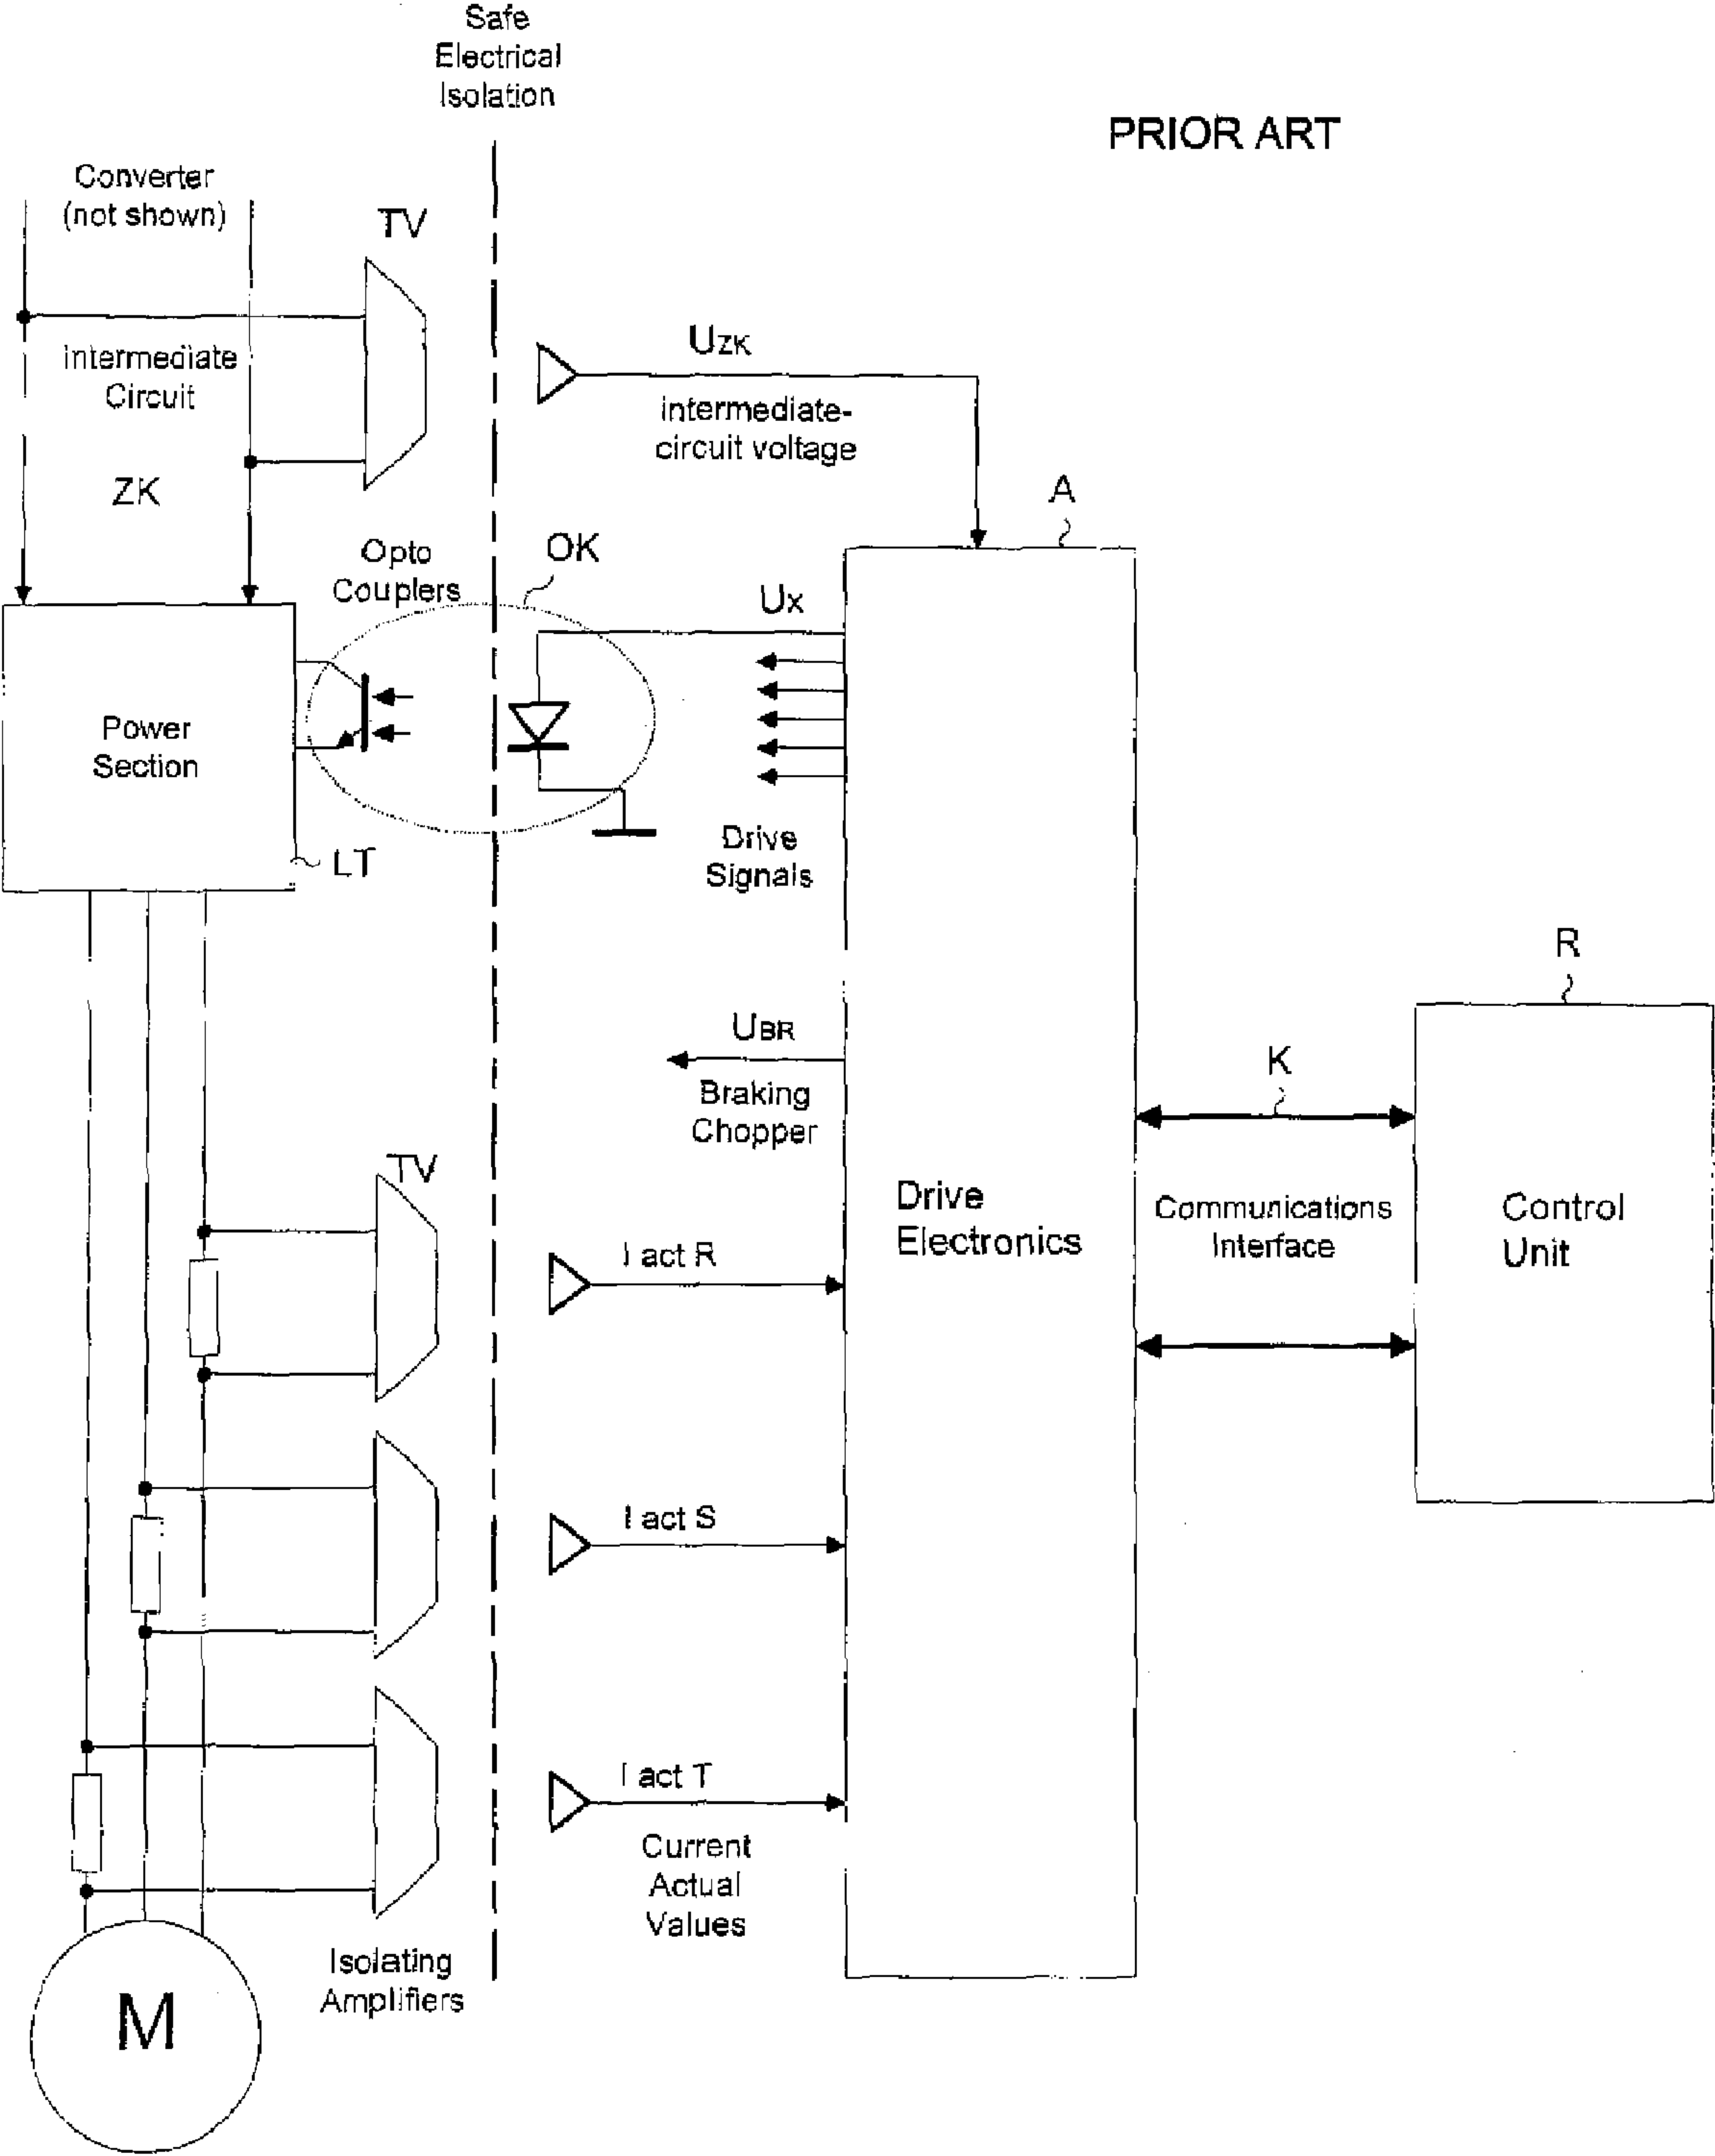 Safe
Electrical
Isolation
PRIOR ART
Converter
(not shown)
TV
UZK
Intermediate
Circuit
intermediate-
circuit voltage
ZK
A
Opto
Couplers
OK
Ux
Power
Section
LT
Drive
Signals
R
UBR
K
Braking
Chopper
TV
Drive
Electronics
Communications
Interface
Control
Unit
I act R
I act S
I act T
Current
Actual
Values
Isolating
Amplifiers
M